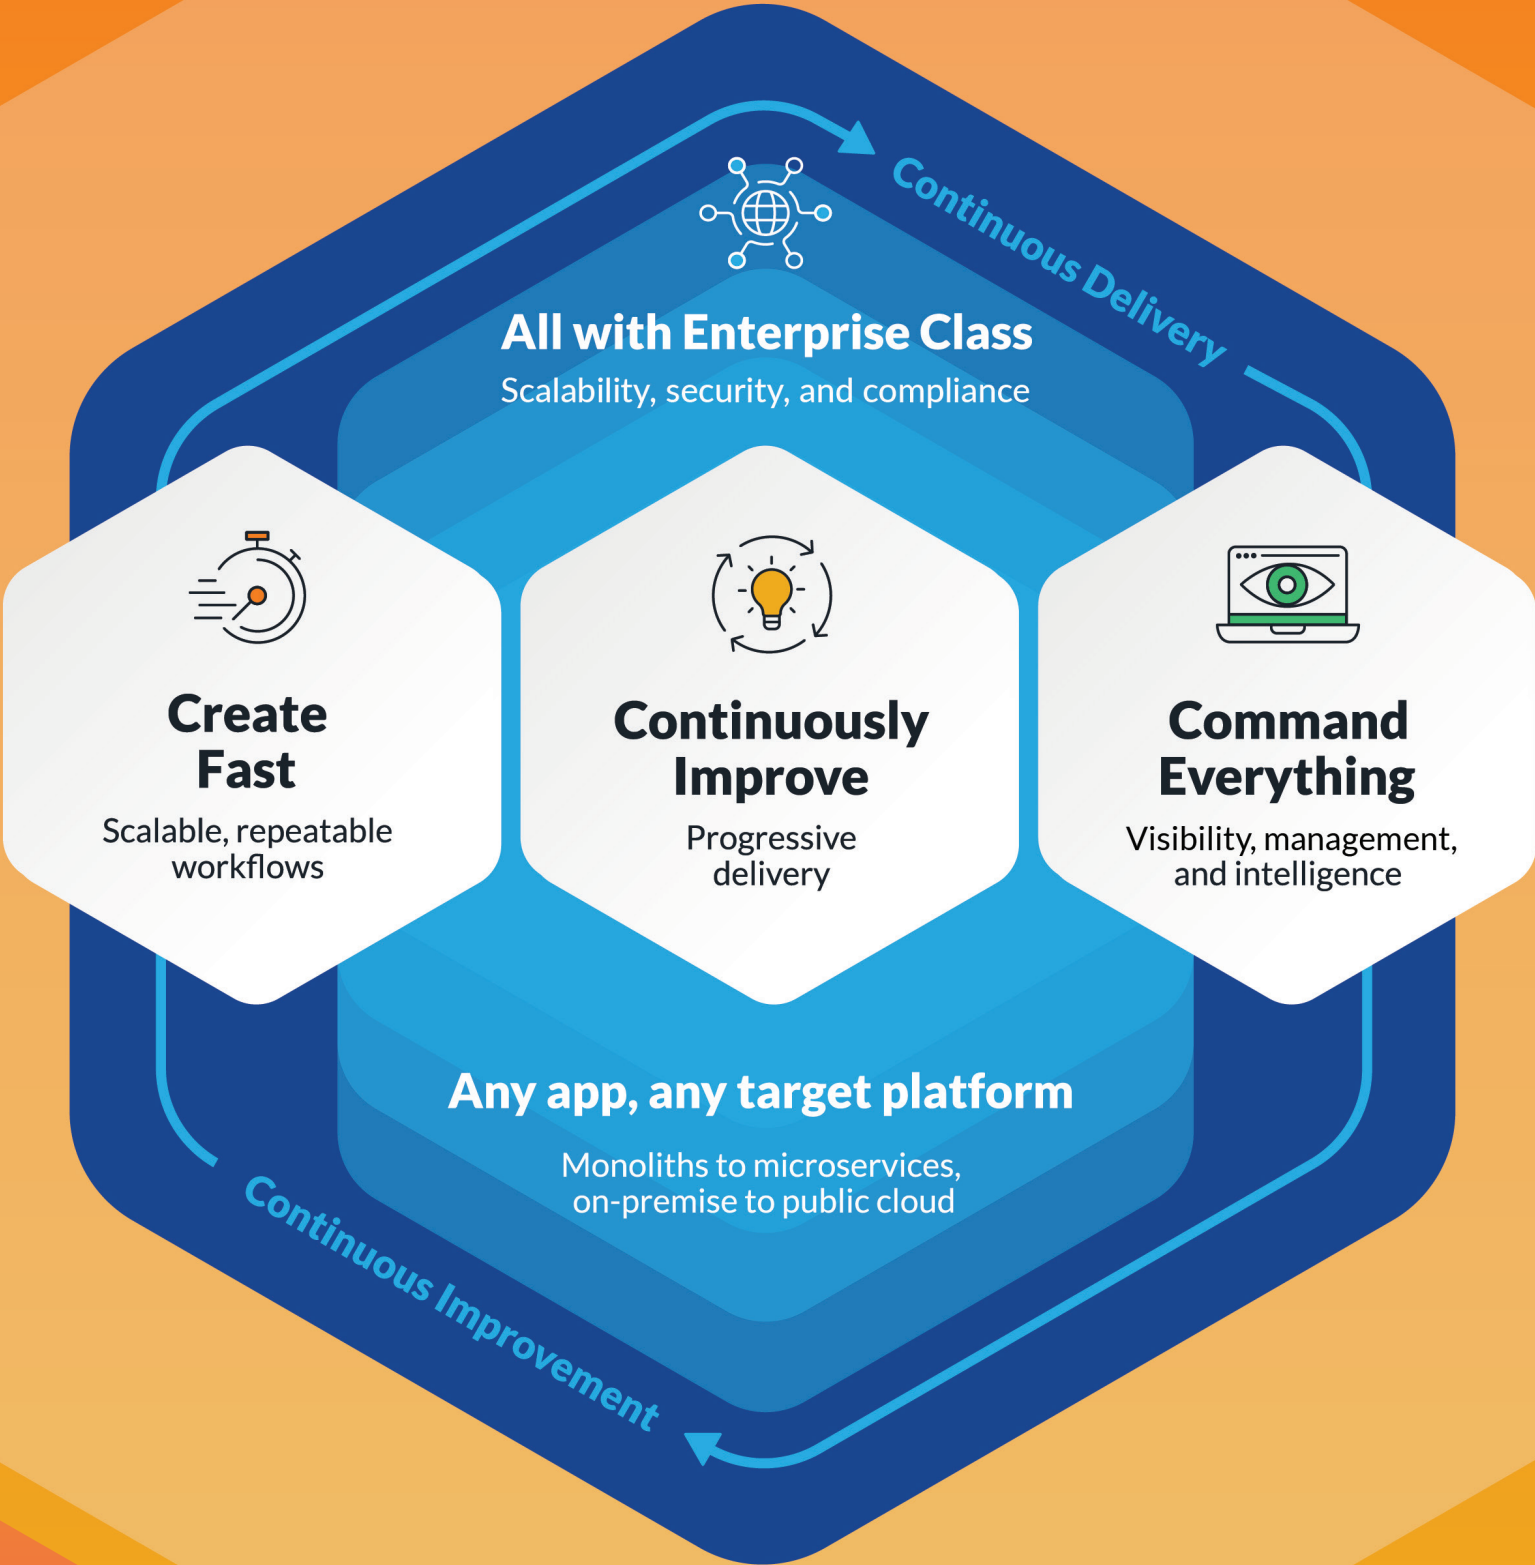 Continuous Delivery
All with Enterprise Class
Scalability, security, and compliance
Create
Fast
Scalable, repeatable
workflows
Continuously
Improve
Progressive
delivery
Command
Everything
Visibility, management,
and intelligence
Any app, any target platform
Monoliths to microservices,
on-premise to public cloud
Continuous Improvement